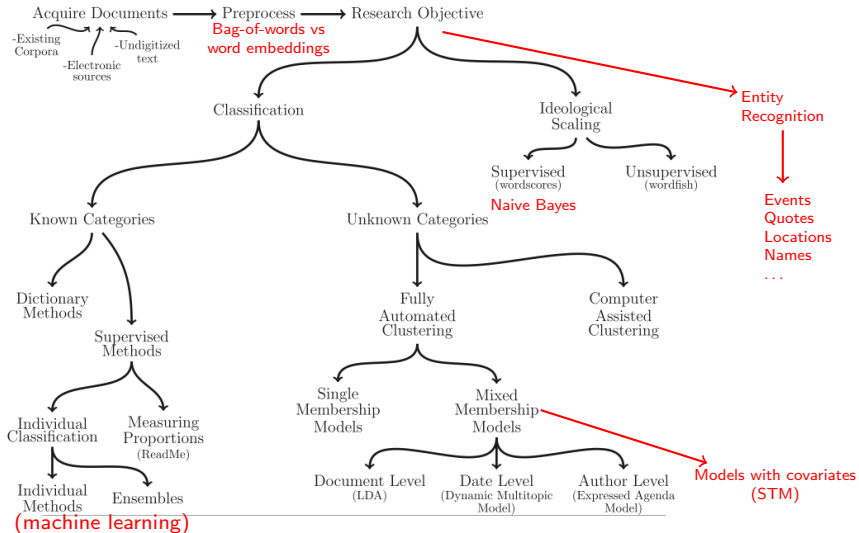 Acquire Documents
Preprocess
Research Objective
-Existing
Corpora
-Electronic
sources
-Undigitized
text
Bag-of-words vs
word embeddings
Classification
Ideological
Scaling
Entity
Recognition
Supervised
(wordscores)
Naive Bayes
Unsupervised
(wordfish)
Events
Quotes
Locations
Names
...
Known Categories
Unknown Categories
Dictionary
Methods
Supervised
Methods
Fully
Automated
Clustering
Computer
Assisted
Clustering
Individual
Classification
Measuring
Proportions
(ReadMe)
Single
Membership
Models
Mixed
Membership
Models
Individual
Methods
(machine learning)
Ensembles
Document Level
(LDA)
Date Level
(Dynamic Multitopic
Model)
Author Level
(Expressed Agenda
Model)
Models with covariates
(STM)